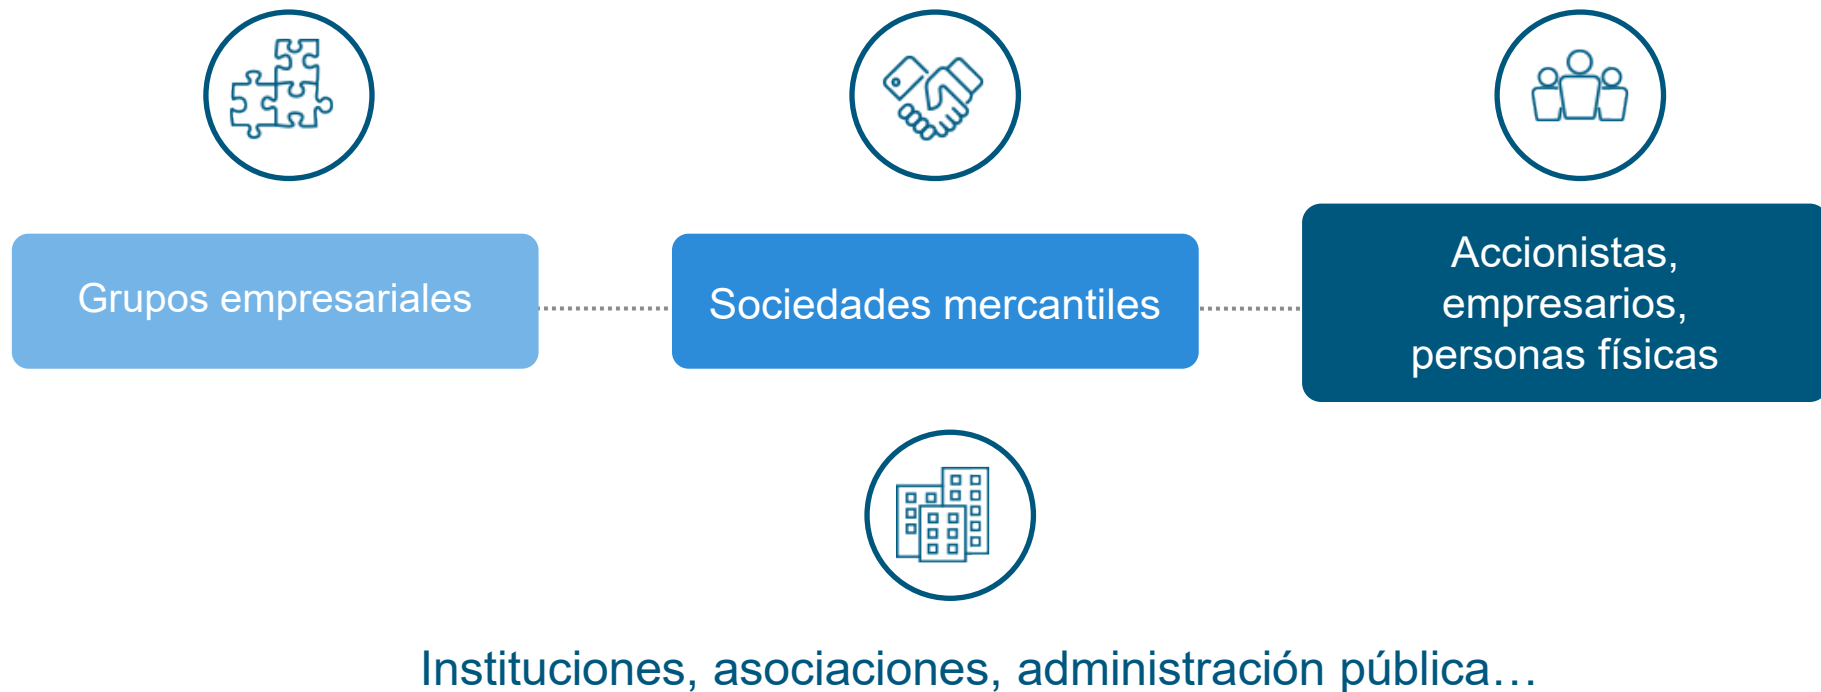 Grupos empresariales
Sociedades mercantiles
Accionistas,
empresarios,
personas físicas
Instituciones, asociaciones, administración pública…